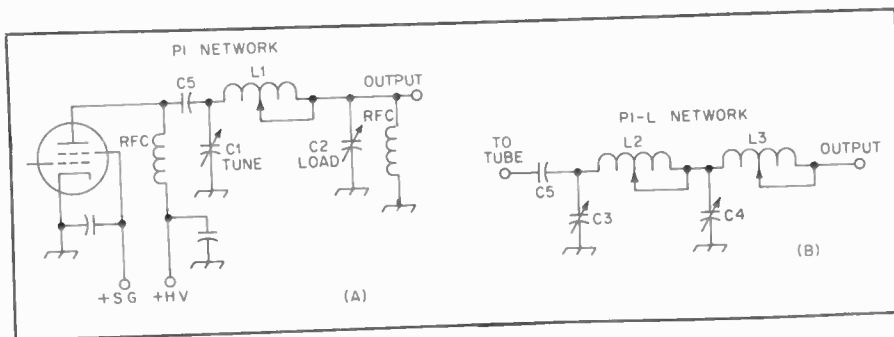 PI NETWORK
C5
L1
OUTPUT
RFC
C1
TUNE
C2
LOAD
RFC
+SG
+HV
(A)
PI-L NETWORK
TO
TUBE
C5
L2
L3
OUTPUT
C3
C4
(B)